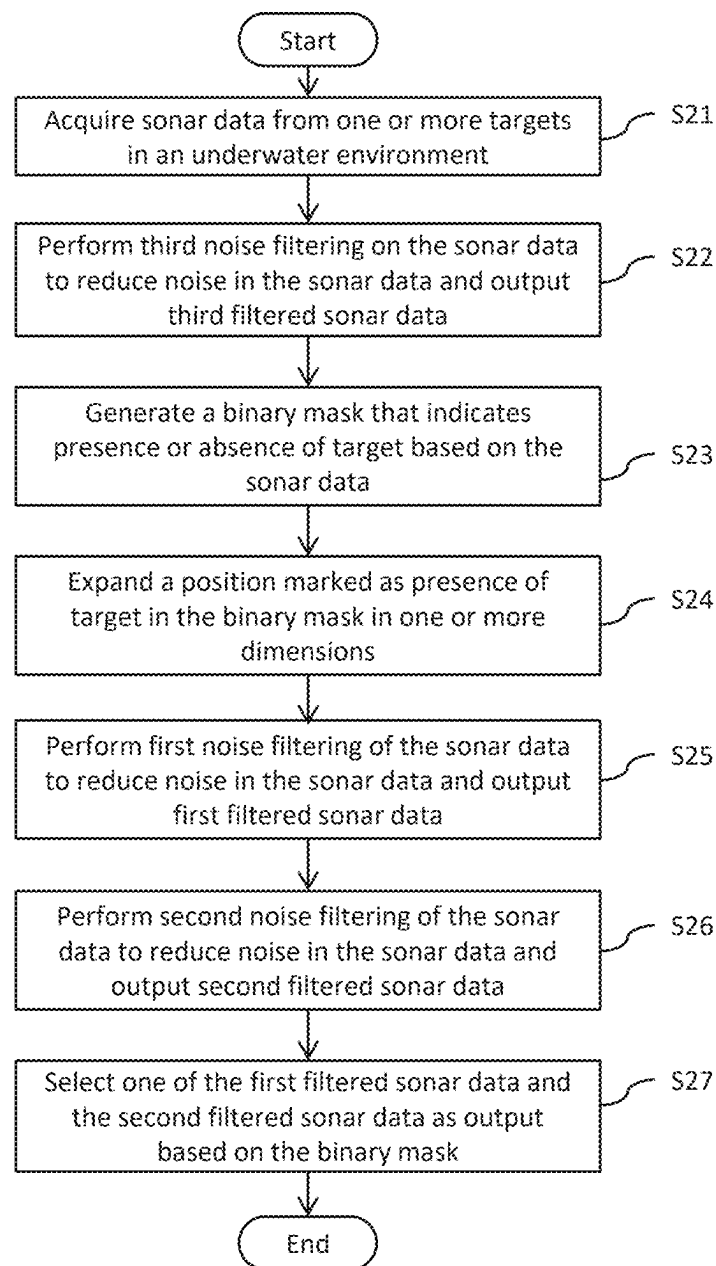 Start
Acquire sonar data from one or more targets
in an underwater environment
S21
Perform third noise filtering on the sonar data
to reduce noise in the sonar data and output
third filtered sonar data
S22
Generate a binary mask that indicates
presence or absence of target based on the
sonar data
S23
Expand a position marked as presence of
target in the binary mask in one or more
dimensions
S24
Perform first noise filtering of the sonar data
to reduce noise in the sonar data and output
first filtered sonar data
S25
Perform second noise filtering of the sonar
data to reduce noise in the sonar data and
output second filtered sonar data
S26
Select one of the first filtered sonar data and
the second filtered sonar data as output
based on the binary mask
S27
End